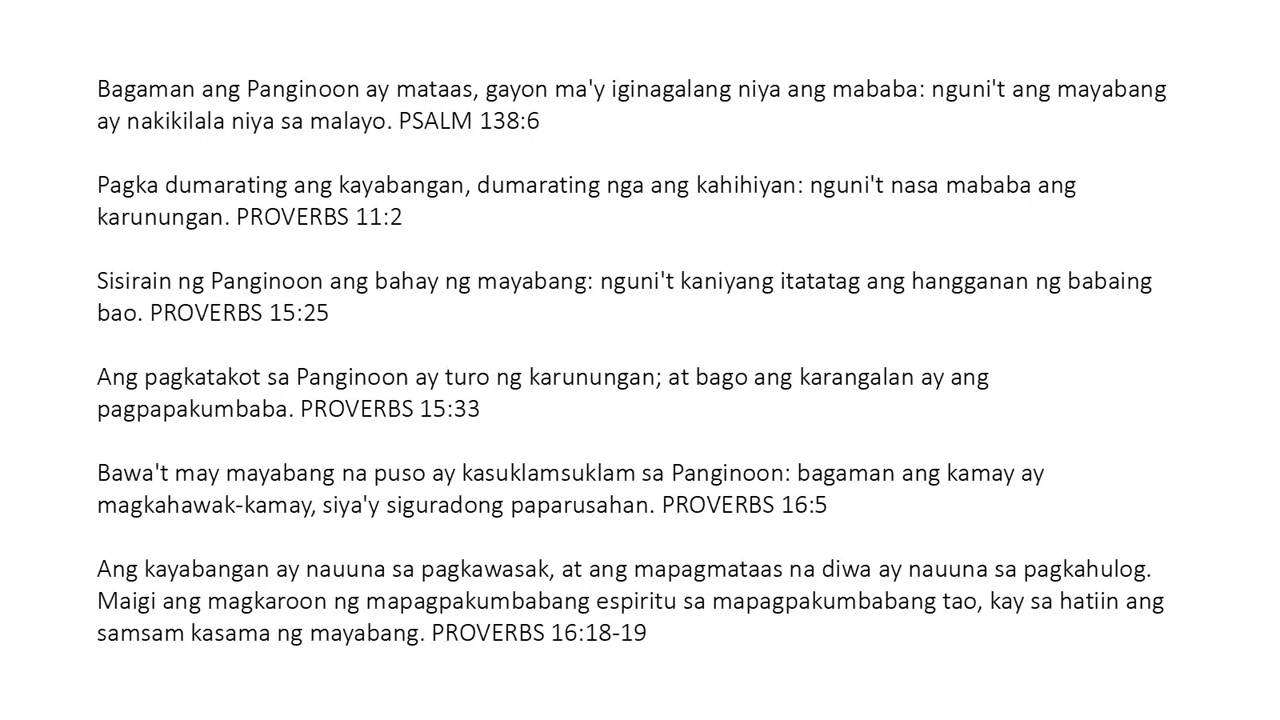 Bagaman ang Panginoon ay mataas, gayon ma'y iginagalang niya ang mababa: nguni't ang mayabang
ay nakikilala niya sa malayo. PSALM 138:6
Pagka dumarating ang kayabangan, dumarating nga ang kahihiyan: nguni't nasa mababa ang
karunungan. PROVERBS 11:2
Sisirain ng Panginoon ang bahay ng mayabang: nguni't kaniyang itatatag ang hangganan ng babaing
bao. PROVERBS 15:25
Ang pagkatakot sa Panginoon ay turo ng karunungan; at bago ang karangalan ay ang
pagpapakumbaba. PROVERBS 15:33
Bawa't may mayabang na puso ay kasuklamsuklam sa Panginoon: bagaman ang kamay ay
magkahawak-kamay, siya'y siguradong paparusahan. PROVERBS 16:5
Ang kayabangan ay nauuna sa pagkawasak, at ang mapagmataas na diwa ay nauuna sa pagkahulog.
Maigi ang magkaroon ng mapagpakumbabang espiritu sa mapagpakumbabang tao, kay sa hatiin ang
samsam kasama ng mayabang. PROVERBS 16:18-19